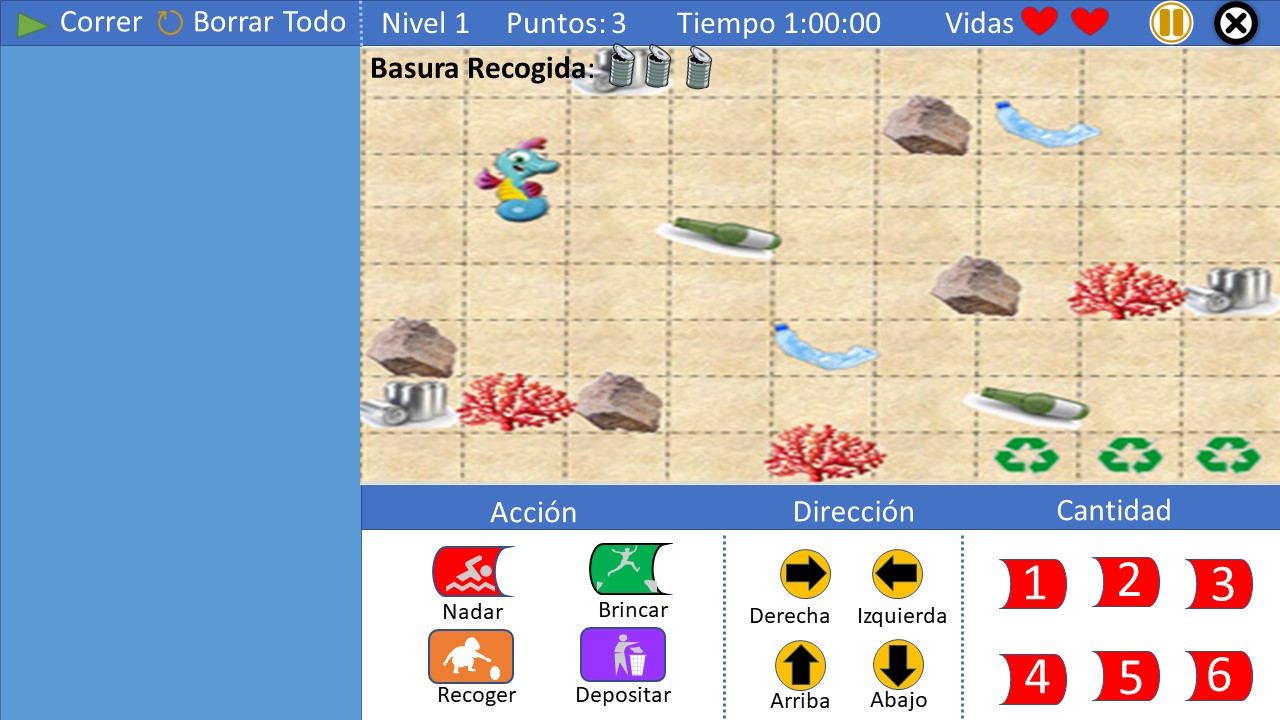 Correr Borrar Todo Nivel 1 Puntos: 3 Tiempo 1:00:00 Vidas
Basura Recogida:
Acción Dirección Cantidad
Nadar Brincar Derecha Izquierda 1 2 3
Recoger Depositar Arriba Abajo 4 5 6